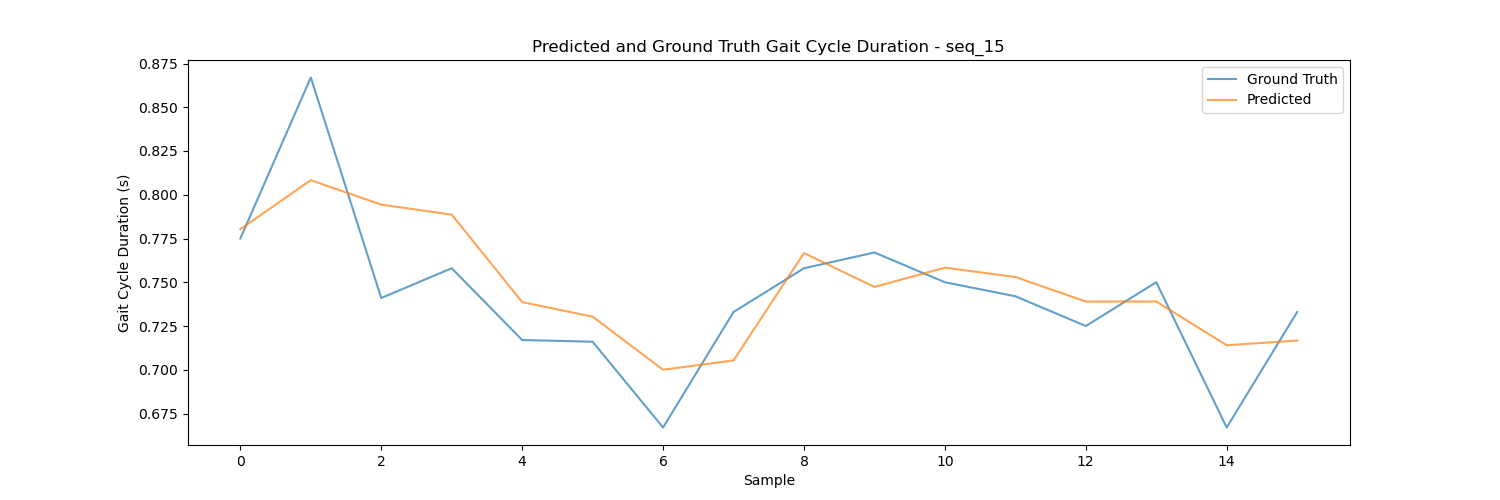 Predicted and Ground Truth Gait Cycle Duration - seq_15
Ground Truth
Predicted
Gait Cycle Duration (s)
0.875
0.850
0.825
0.800
0.775
0.750
0.725
0.700
0.675
0 2 4 6 8 10 12 14
Sample